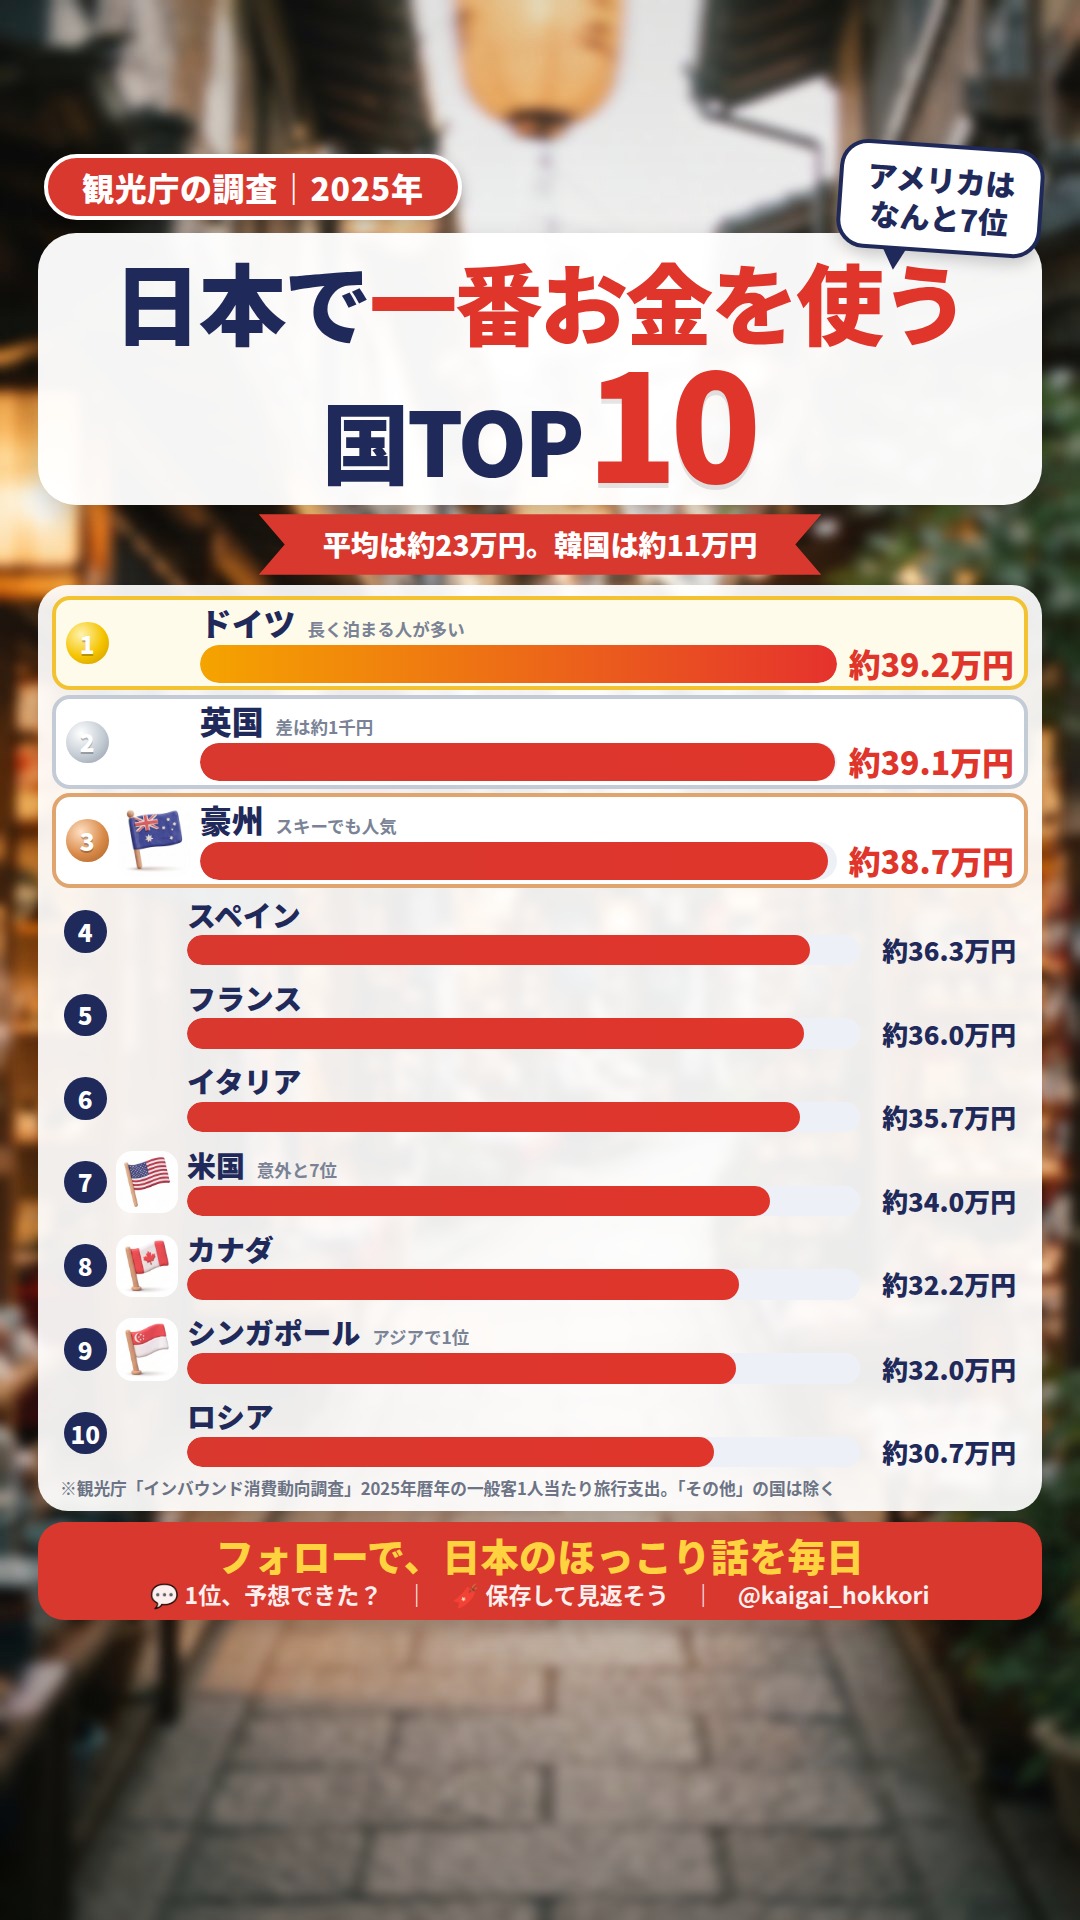 観光庁の調査｜2025年
アメリカは
なんと7位
日本で一番お金を使う
国TOP10
平均は約23万円。韓国は約11万円
1 ドイツ 長く泊まる人が多い
約39.2万円
2 英国 差は約1千円
約39.1万円
3 豪州 スキーでも人気
約38.7万円
4 スペイン
約36.3万円
5 フランス
約36.0万円
6 イタリア
約35.7万円
7 米国 意外と7位
約34.0万円
8 カナダ
約32.2万円
9 シンガポール アジアで1位
約32.0万円
10 ロシア
約30.7万円
※観光庁「インバウンド消費動向調査」2025年暦年の一般客1人当たり旅行支出。「その他」の国は除く
フォローで、日本のほっこり話を毎日
💬 1位、予想できた？ ｜ 🔖 保存して見返そう ｜ @kaigai_hokkori